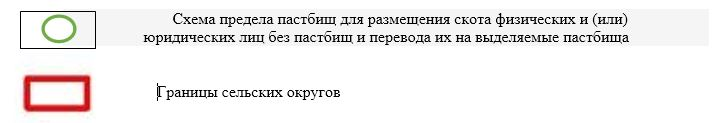 Схема предела пастбищ для размещения скота физических и (или)
юридических лиц без пастбищ и перевода их на выделяемые пастбища
Границы сельских округов